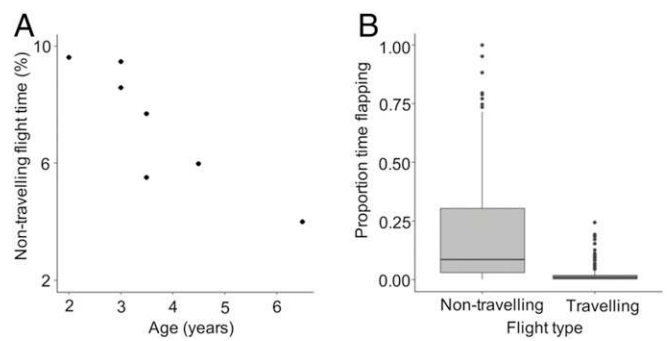 A
Non-travelling flight time (%)
10
6
2
2 3 4 5 6
Age (years)
B
Proportion time flapping
1.00
0.75
0.50
0.25
0.00
Non-travelling Travelling
Flight type